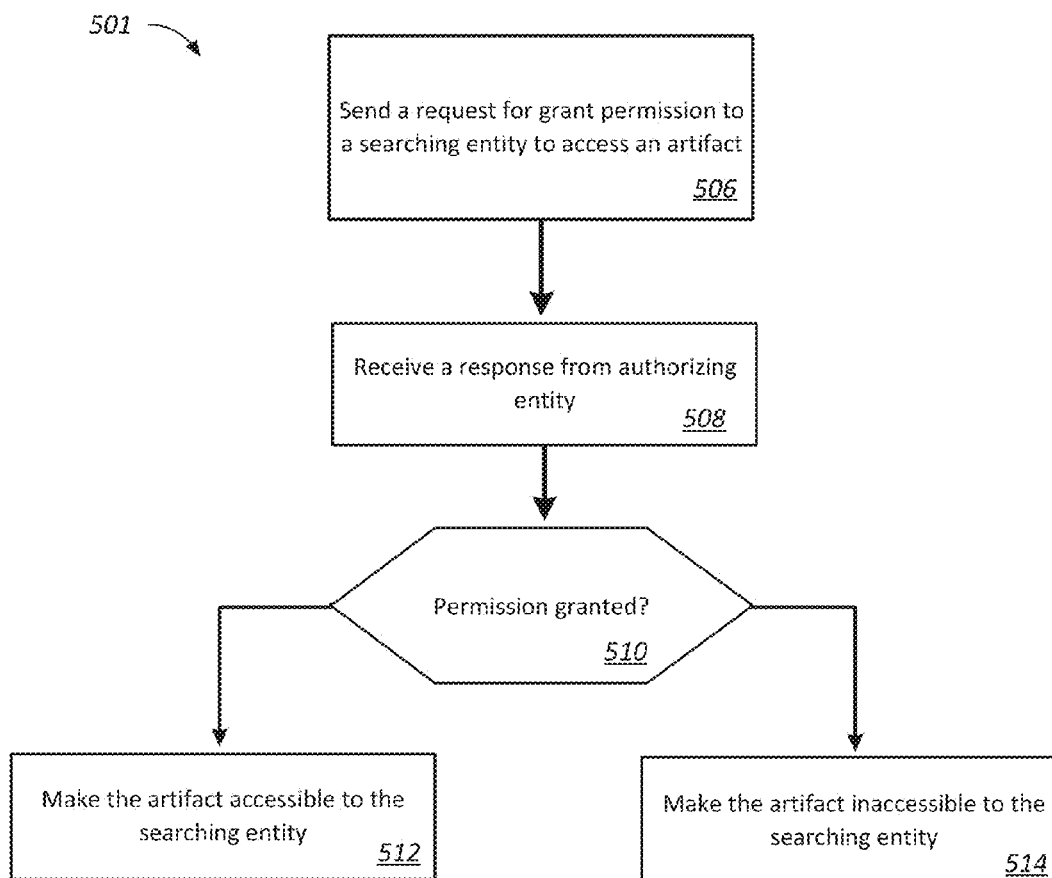 501
Send a request for grant permission to
a searching entity to access an artifact
506
Receive a response from authorizing
entity
508
Permission granted?
510
Make the artifact accessible to the
searching entity
512
Make the artifact inaccessible to the
searching entity
514